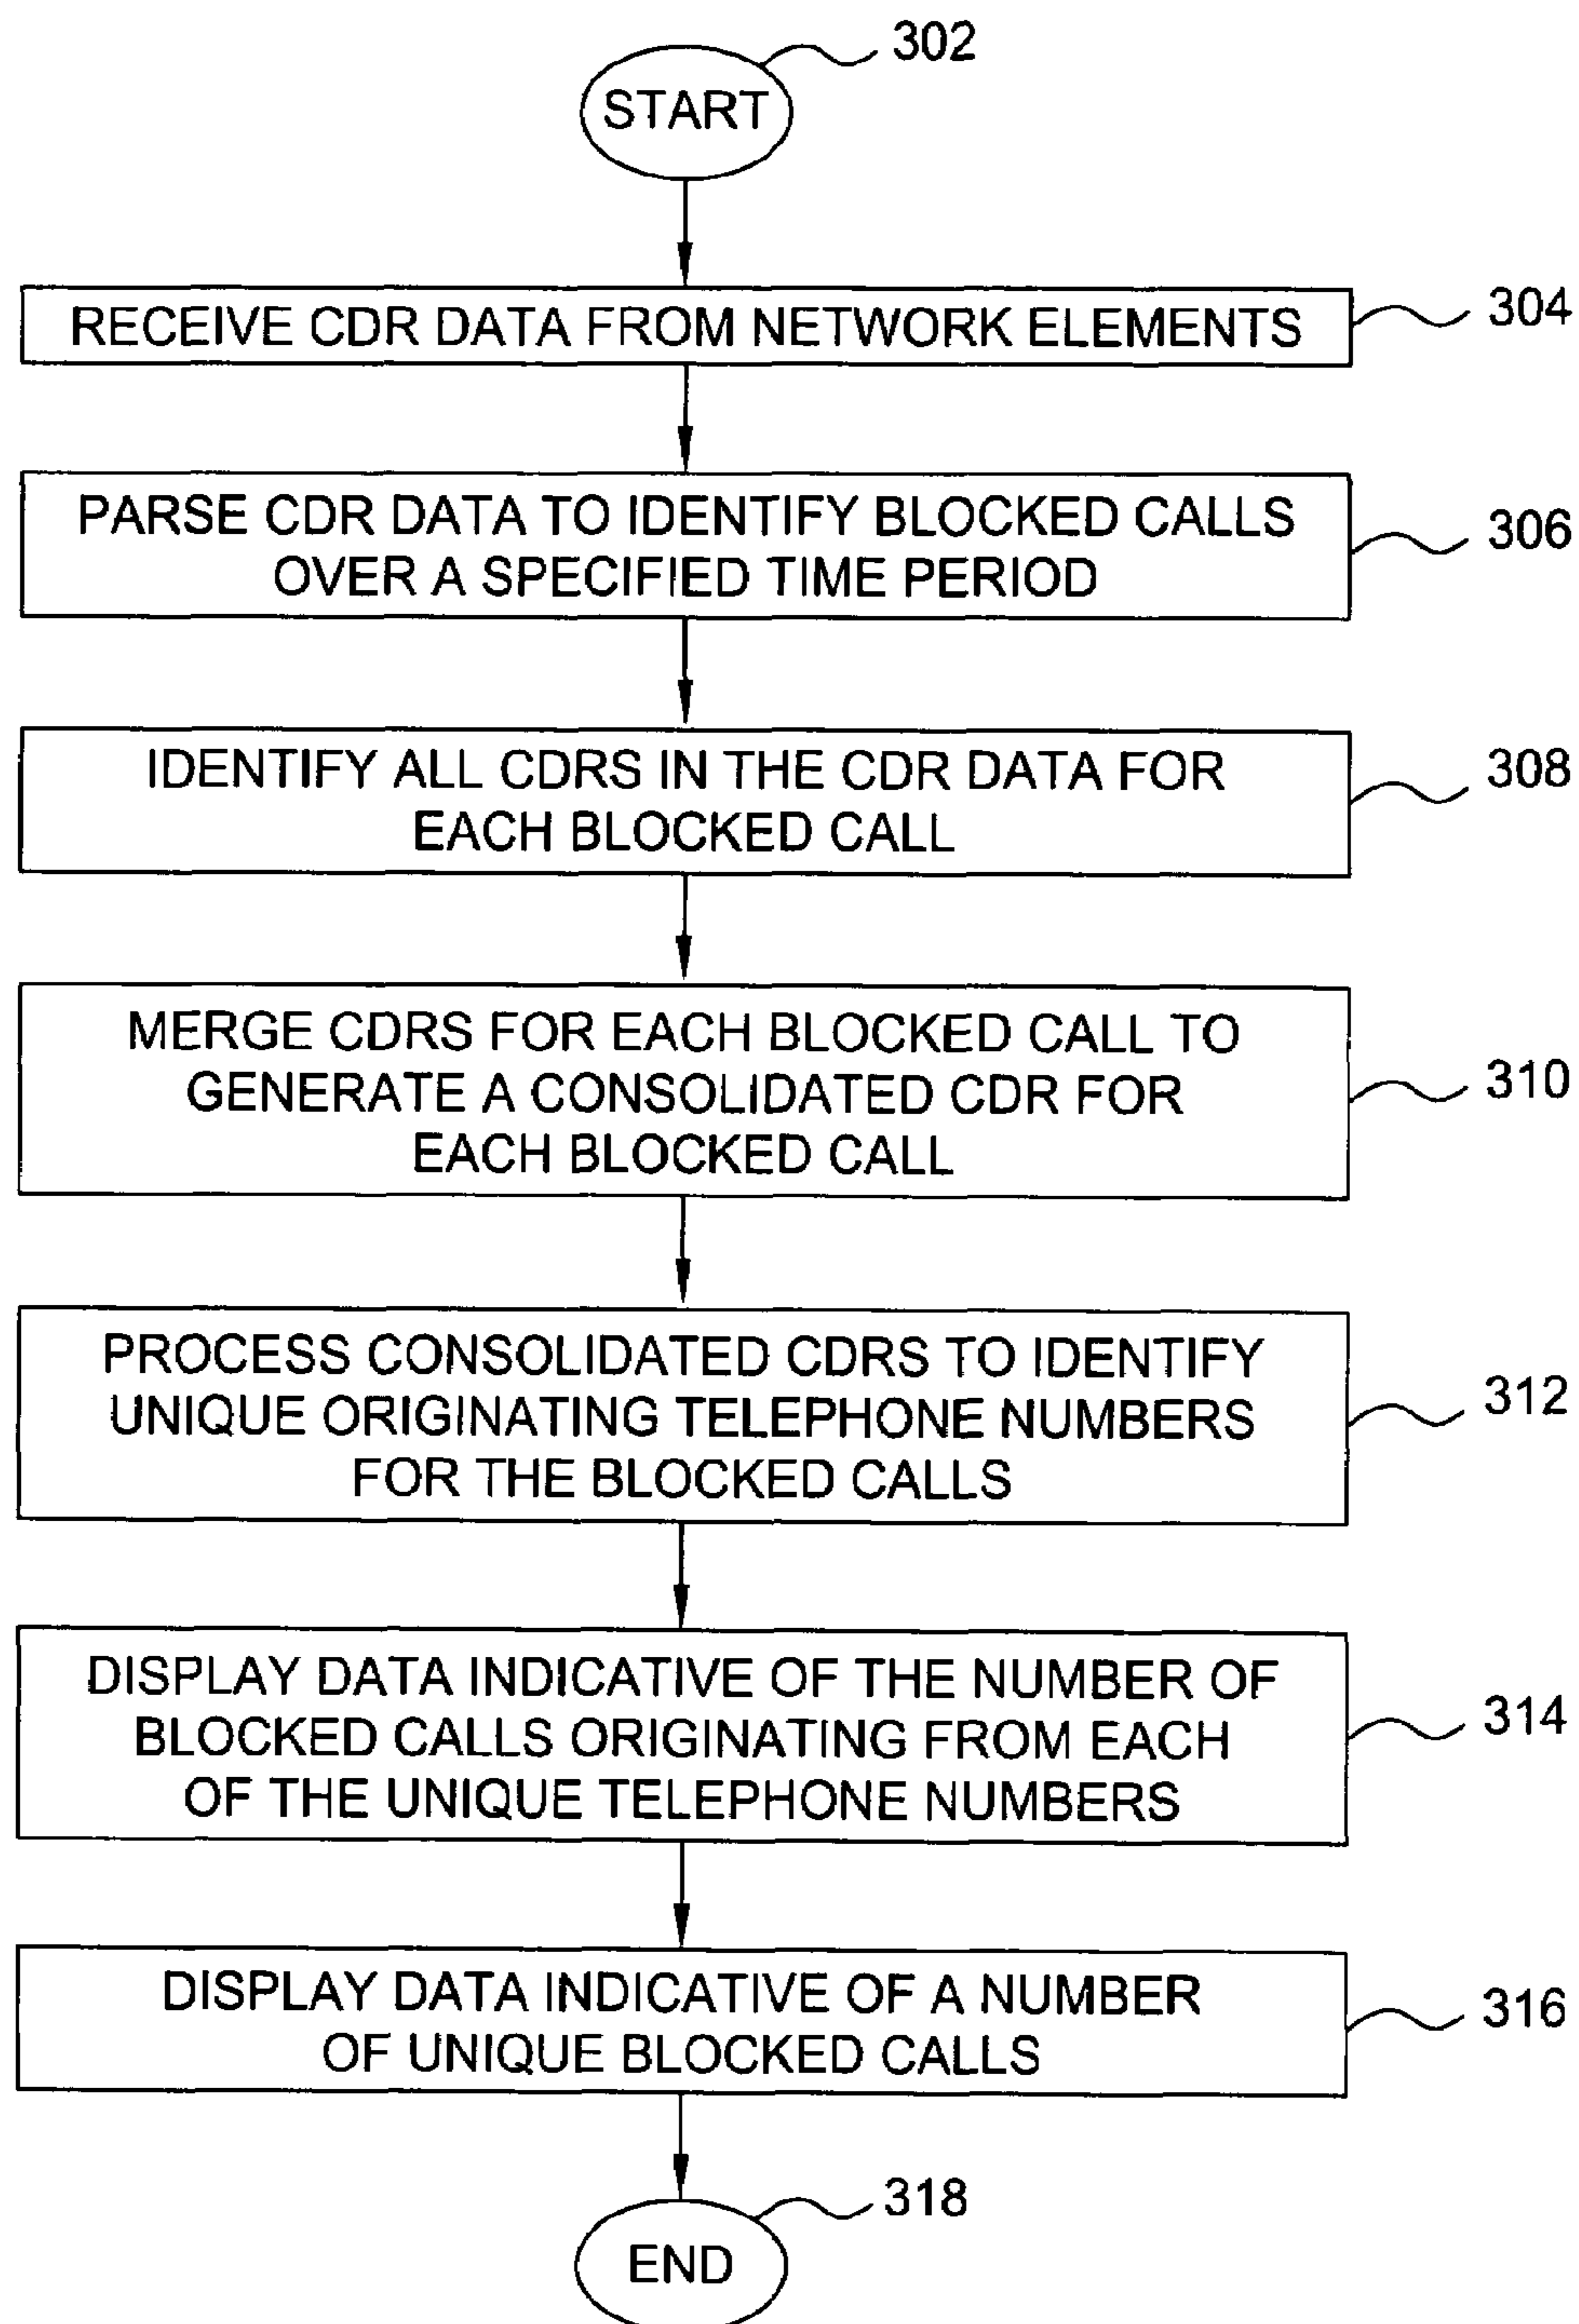 302
START
RECEIVE CDR DATA FROM NETWORK ELEMENTS
304
PARSE CDR DATA TO IDENTIFY BLOCKED CALLS
OVER A SPECIFIED TIME PERIOD
306
IDENTIFY ALL CDRS IN THE CDR DATA FOR
EACH BLOCKED CALL
308
MERGE CDRS FOR EACH BLOCKED CALL TO
GENERATE A CONSOLIDATED CDR FOR
EACH BLOCKED CALL
310
PROCESS CONSOLIDATED CDRS TO IDENTIFY
UNIQUE ORIGINATING TELEPHONE NUMBERS
FOR THE BLOCKED CALLS
312
DISPLAY DATA INDICATIVE OF THE NUMBER OF
BLOCKED CALLS ORIGINATING FROM EACH
OF THE UNIQUE TELEPHONE NUMBERS
314
DISPLAY DATA INDICATIVE OF A NUMBER
OF UNIQUE BLOCKED CALLS
316
318
END